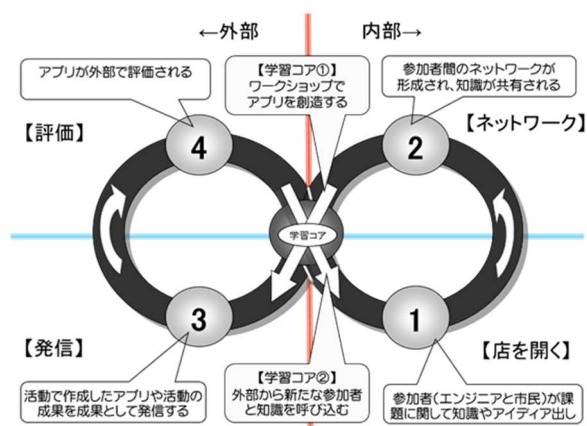 ←外部
内部→
アプリが外部で評価される
【学習コア①】
ワークショップで
アプリを創造する
参加者間のネットワークが
形成され、知識が共有される
【評価】
4
2
【ネットワーク】
学習コア
【発信】
3
1
【店を開く】
活動で作成したアプリや活動の
成果を成果として発信する
【学習コア②】
外部から新たな参加者
と知識を呼び込む
参加者(エンジニアと市民)が課
題に関して知識やアイディア出し